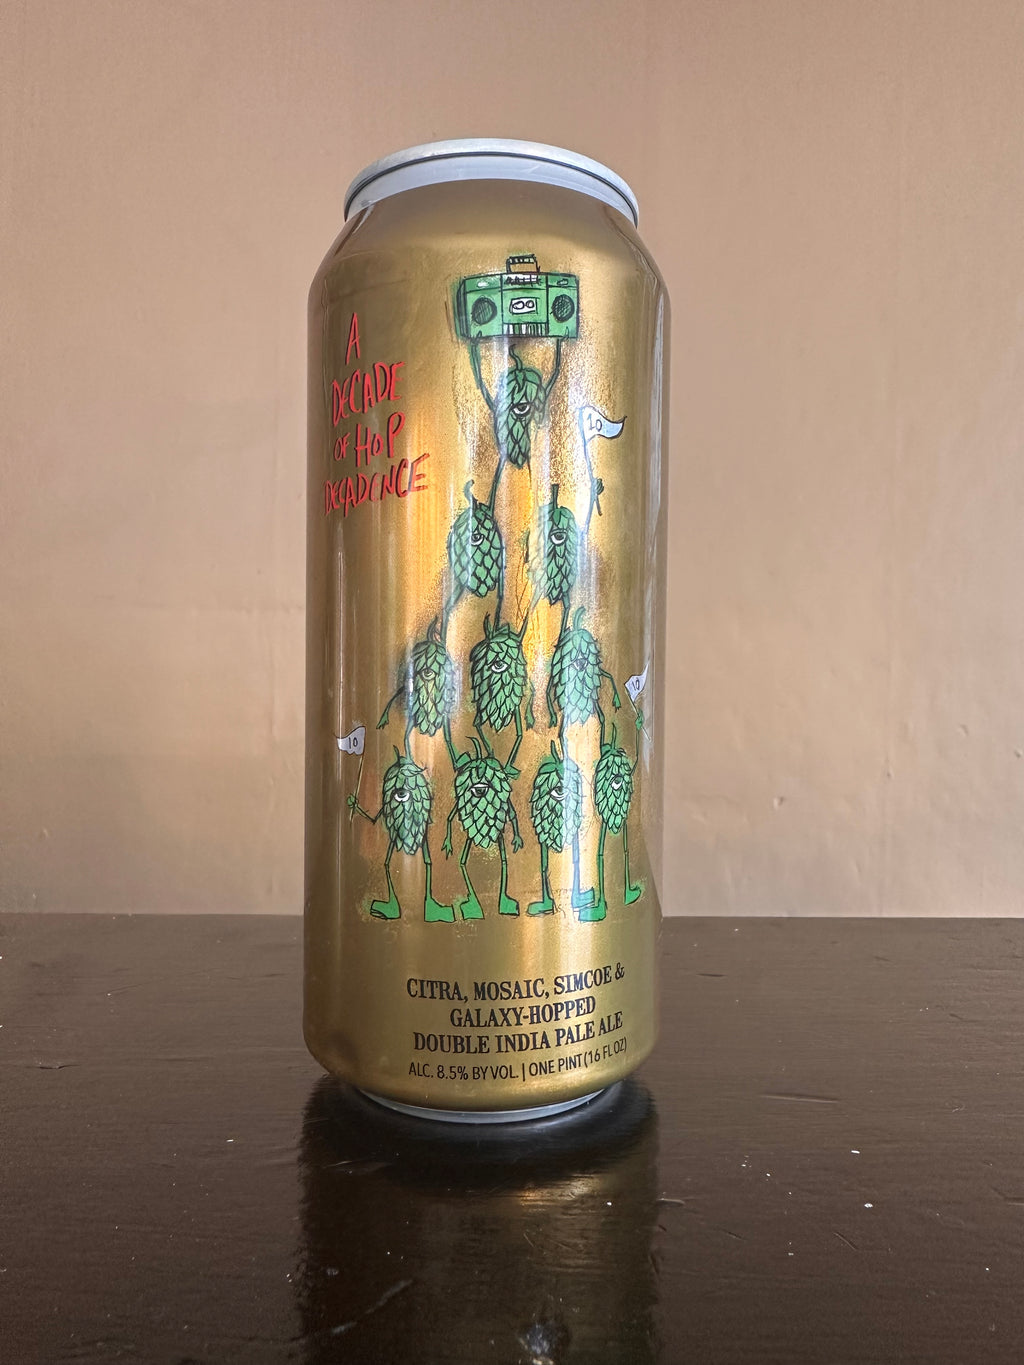 A
DECADE
OF HOP
DECADENCE
10
10
10
CITRA, MOSAIC, SIMCOE &
GALAXY-HOPPED
DOUBLE INDIA PALE ALE
ALC. 8.5% BY VOL. | ONE PINT (16 FL OZ)